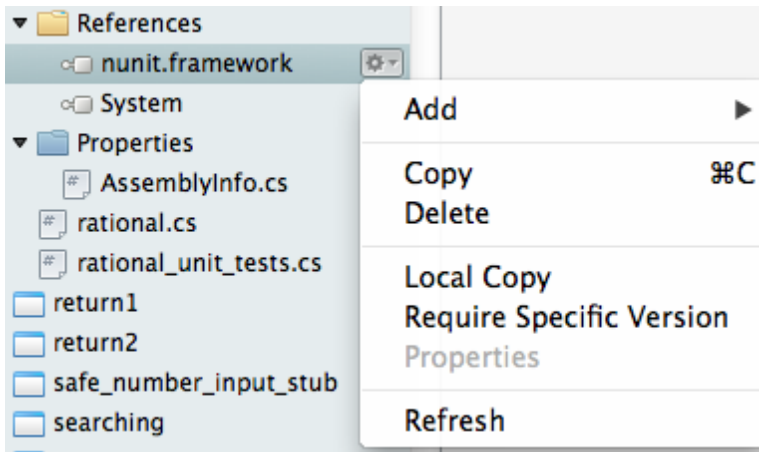 References
nunit.framework
System
Properties
AssemblyInfo.cs
rational.cs
rational_unit_tests.cs
return1
return2
safe_number_input_stub
searching
Add
Copy ⌘C
Delete
Local Copy
Require Specific Version
Properties
Refresh